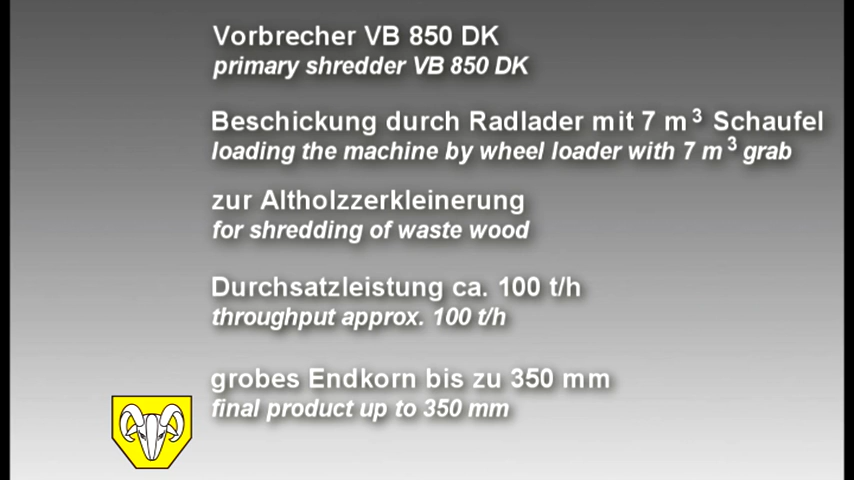 Vorbrecher VB 850 DK
primary shredder VB 850 DK
Beschickung durch Radlader mit 7 m³ Schaufel
loading the machine by wheel loader with 7 m³ grab
zur Altholzzerkleinerung
for shredding of waste wood
Durchsatzleistung ca. 100 t/h
throughput approx. 100 t/h
grobes Endkorn bis zu 350 mm
final product up to 350 mm